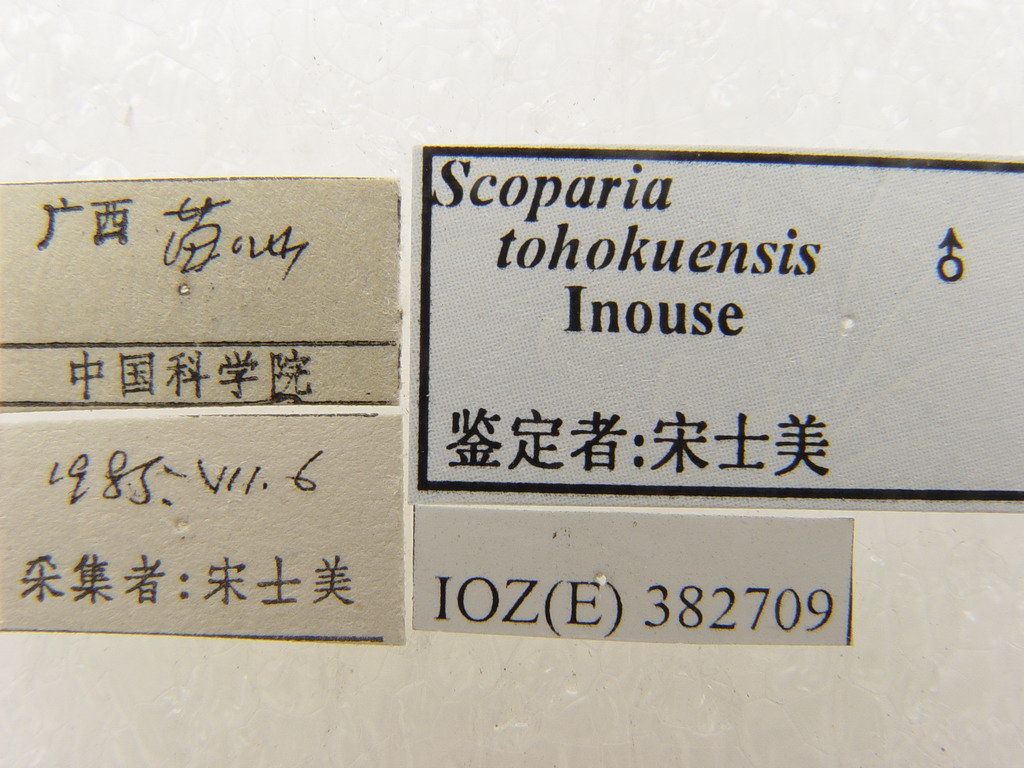 广西 苗山
中国科学院
1985.VIII.6
采集者:宋士美
Scoparia
tohokuensis ♂
Inouse
鉴定者:宋士美
IOZ(E) 382709